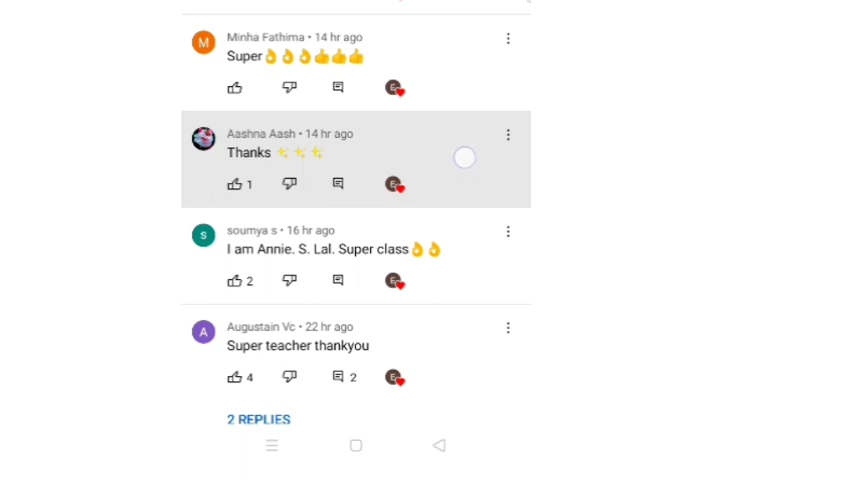 Minha Fathima • 14 hr ago
Super👌👌👌👍👍👍
Aashna Aash • 14 hr ago
Thanks ✨✨✨
1
soumya s • 16 hr ago
I am Annie. S. Lal. Super class👌👌
2
Augustain Vc • 22 hr ago
Super teacher thankyou
4 2
2 REPLIES